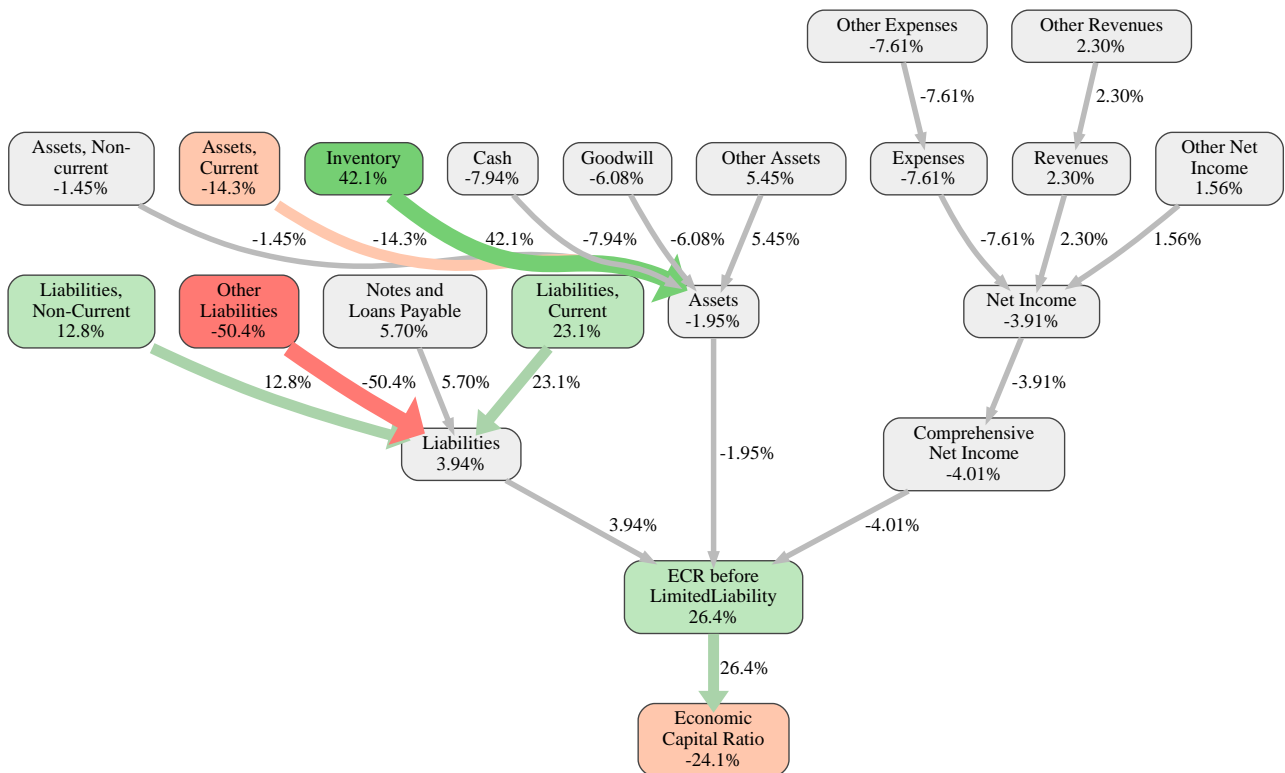 Other Expenses
-7.61%
Other Revenues
2.30%
-7.61%
2.30%
Assets, Non-
current
-1.45%
Assets,
Current
-14.3%
Inventory
42.1%
Cash
-7.94%
Goodwill
-6.08%
Other Assets
5.45%
Expenses
-7.61%
Revenues
2.30%
Other Net
Income
1.56%
-1.45%
-14.3%
42.1%
-7.94%
-6.08%
5.45%
-7.61%
2.30%
1.56%
Liabilities,
Non-Current
12.8%
Other
Liabilities
-50.4%
Notes and
Loans Payable
5.70%
Liabilities,
Current
23.1%
Assets
-1.95%
Net Income
-3.91%
12.8%
-50.4%
5.70%
23.1%
-3.91%
Liabilities
3.94%
-1.95%
Comprehensive
Net Income
-4.01%
3.94%
-4.01%
ECR before
LimitedLiability
26.4%
26.4%
Economic
Capital Ratio
-24.1%